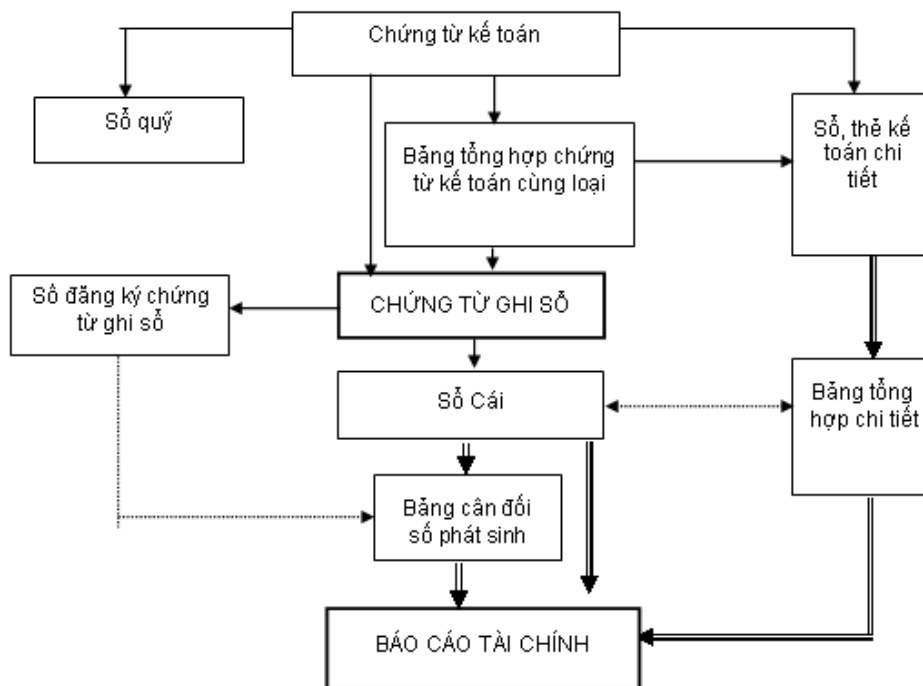 Chứng từ kế toán
Sổ quỹ
Bảng tổng hợp chứng
từ kế toán cùng loại
Sổ, thẻ kế
toán chi
tiết
Sổ đăng ký chứng
từ ghi sổ
CHỨNG TỪ GHI SỔ
Sổ Cái
Bảng tổng
hợp chi tiết
Bảng cân đối
số phát sinh
BÁO CÁO TÀI CHÍNH